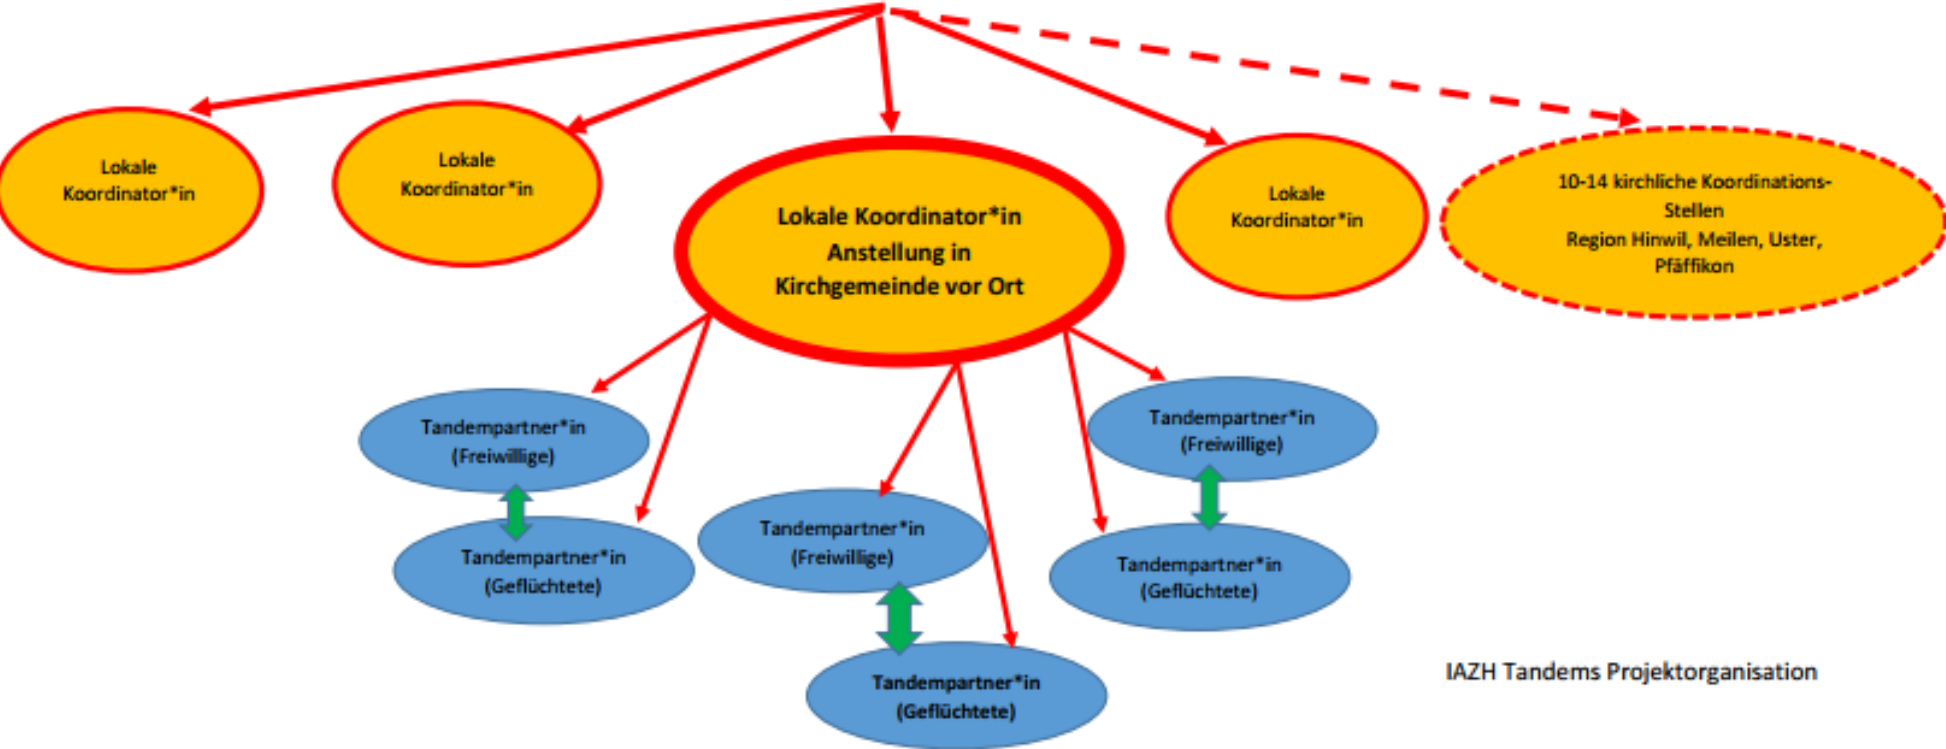 Lokale
Koordinator*in
Lokale
Koordinator*in
Lokale Koordinator*in
Anstellung in
Kirchgemeinde vor Ort
Lokale
Koordinator*in
10-14 kirchliche Koordinations-
Stellen
Region Hinwil, Meilen, Uster,
Pfäffikon
Tandempartner*in
(Freiwillige)
Tandempartner*in
(Geflüchtete)
Tandempartner*in
(Freiwillige)
Tandempartner*in
(Geflüchtete)
Tandempartner*in
(Freiwillige)
Tandempartner*in
(Geflüchtete)
IAZH Tandems Projektorganisation